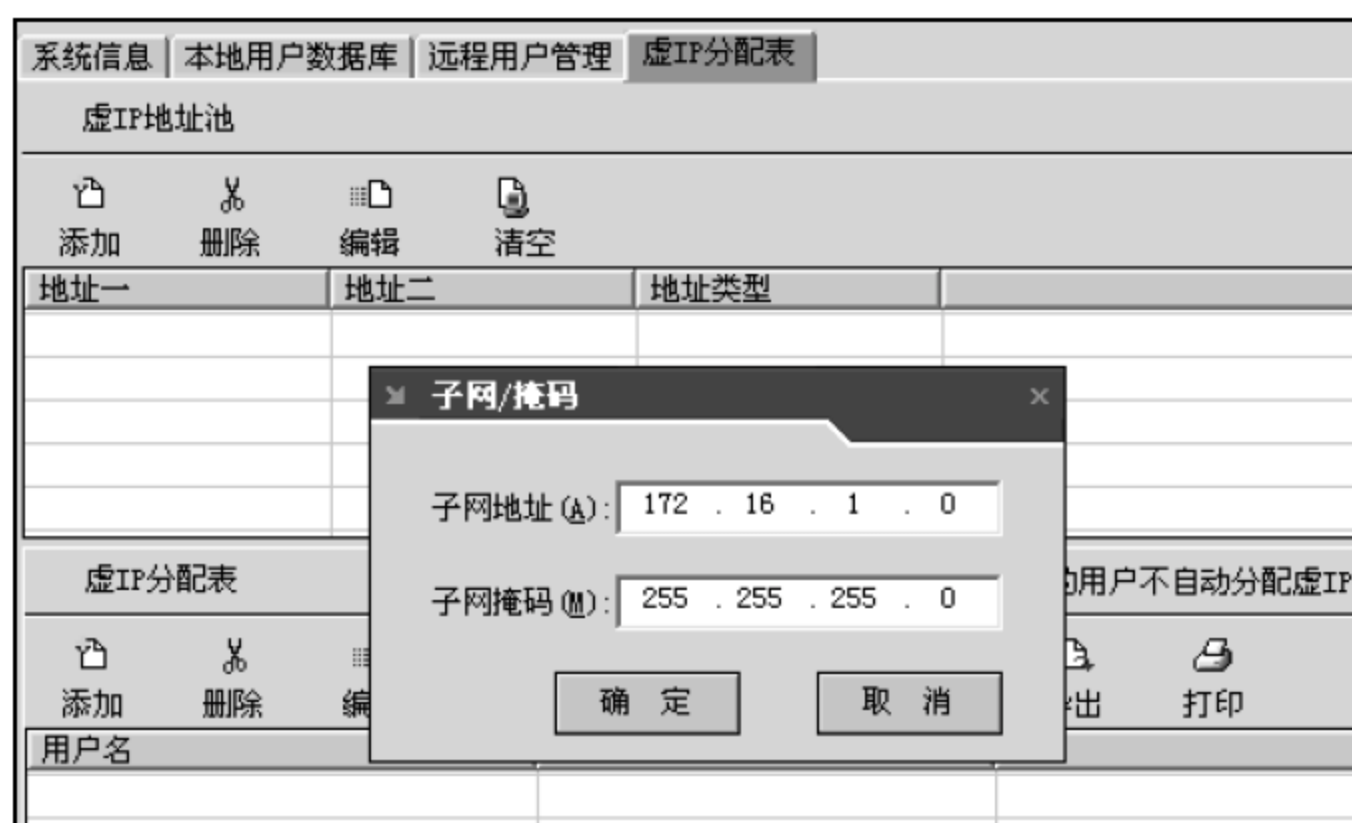 系统信息 本地用户数据库 远程用户管理 虚IP分配表
虚IP地址池
添加 删除 编辑 清空
地址一 地址二 地址类型
子网/掩码
子网地址(A): 172 . 16 . 1 . 0
子网掩码(M): 255 . 255 . 255 . 0
确 定 取 消
虚IP分配表 用户不自动分配虚IP
添加 删除 编 出 打印
用户名